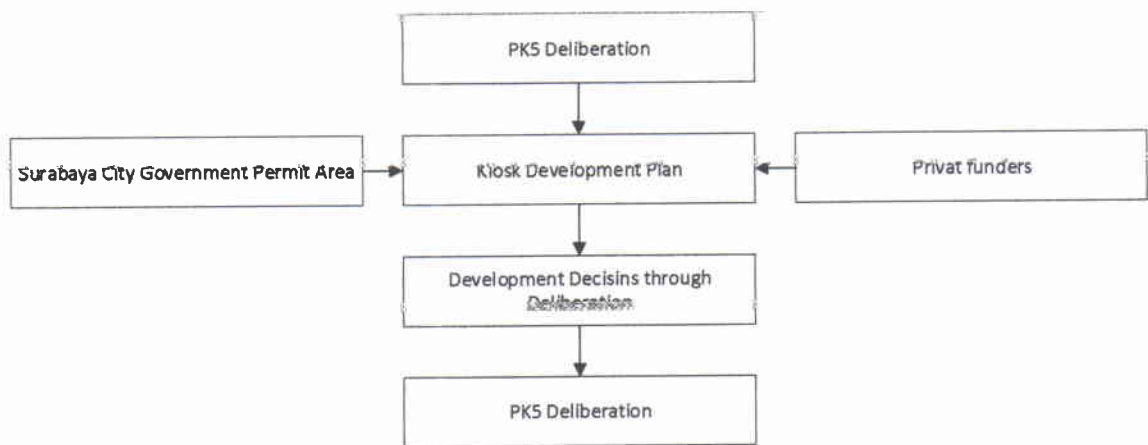 PK5 Deliberation
Surabaya City Government Permit Area
Kiosk Development Plan
Privat funders
Development Decisins through
Deliberation
PK5 Deliberation